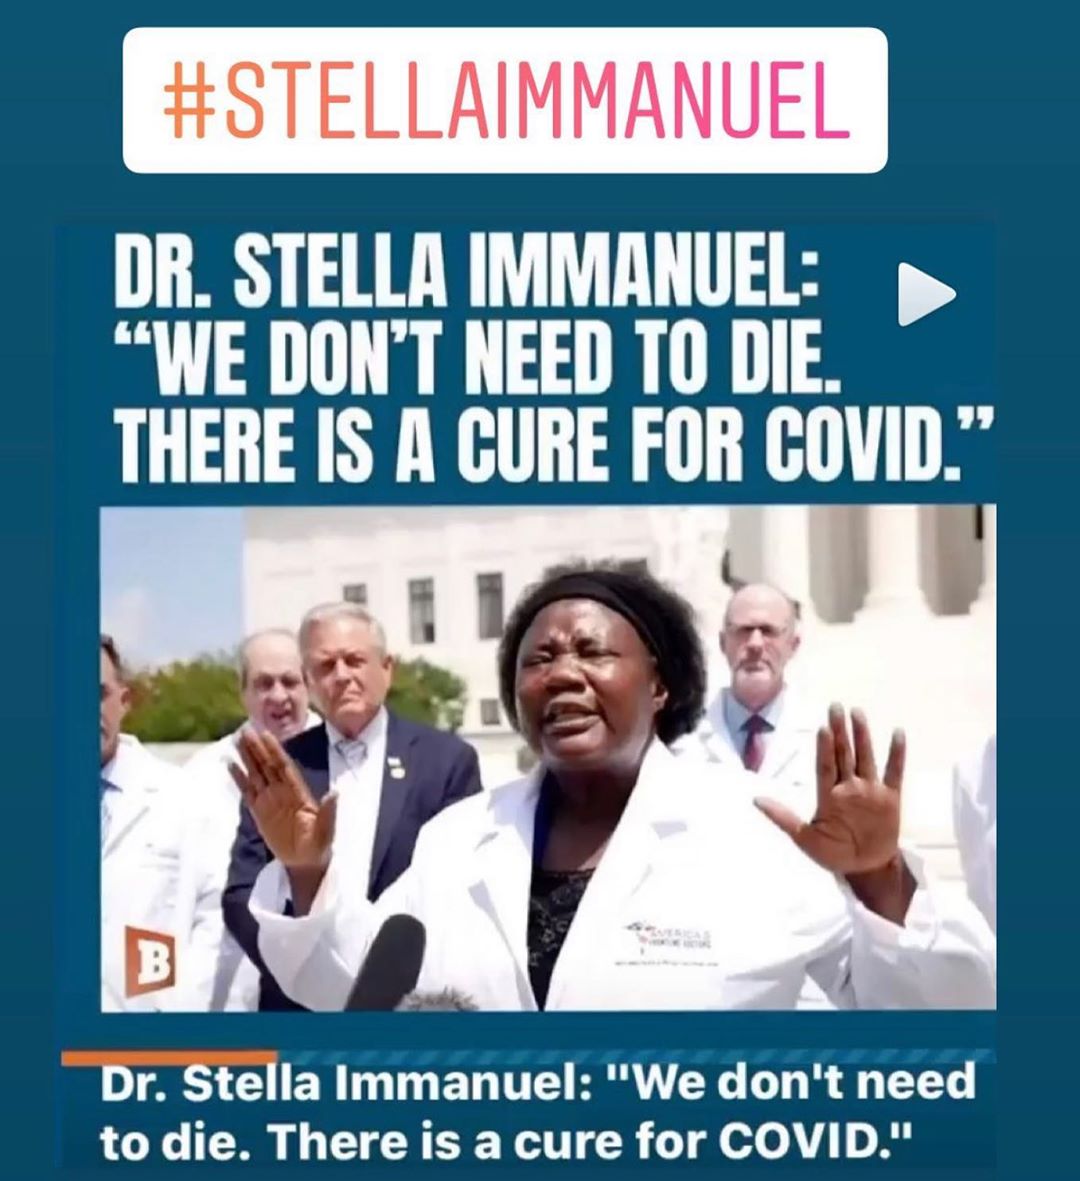 #STELLAIMMANUEL
DR. STELLA IMMANUEL:
“WE DON’T NEED TO DIE.
THERE IS A CURE FOR COVID.”
B
Dr. Stella Immanuel: "We don't need
to die. There is a cure for COVID."